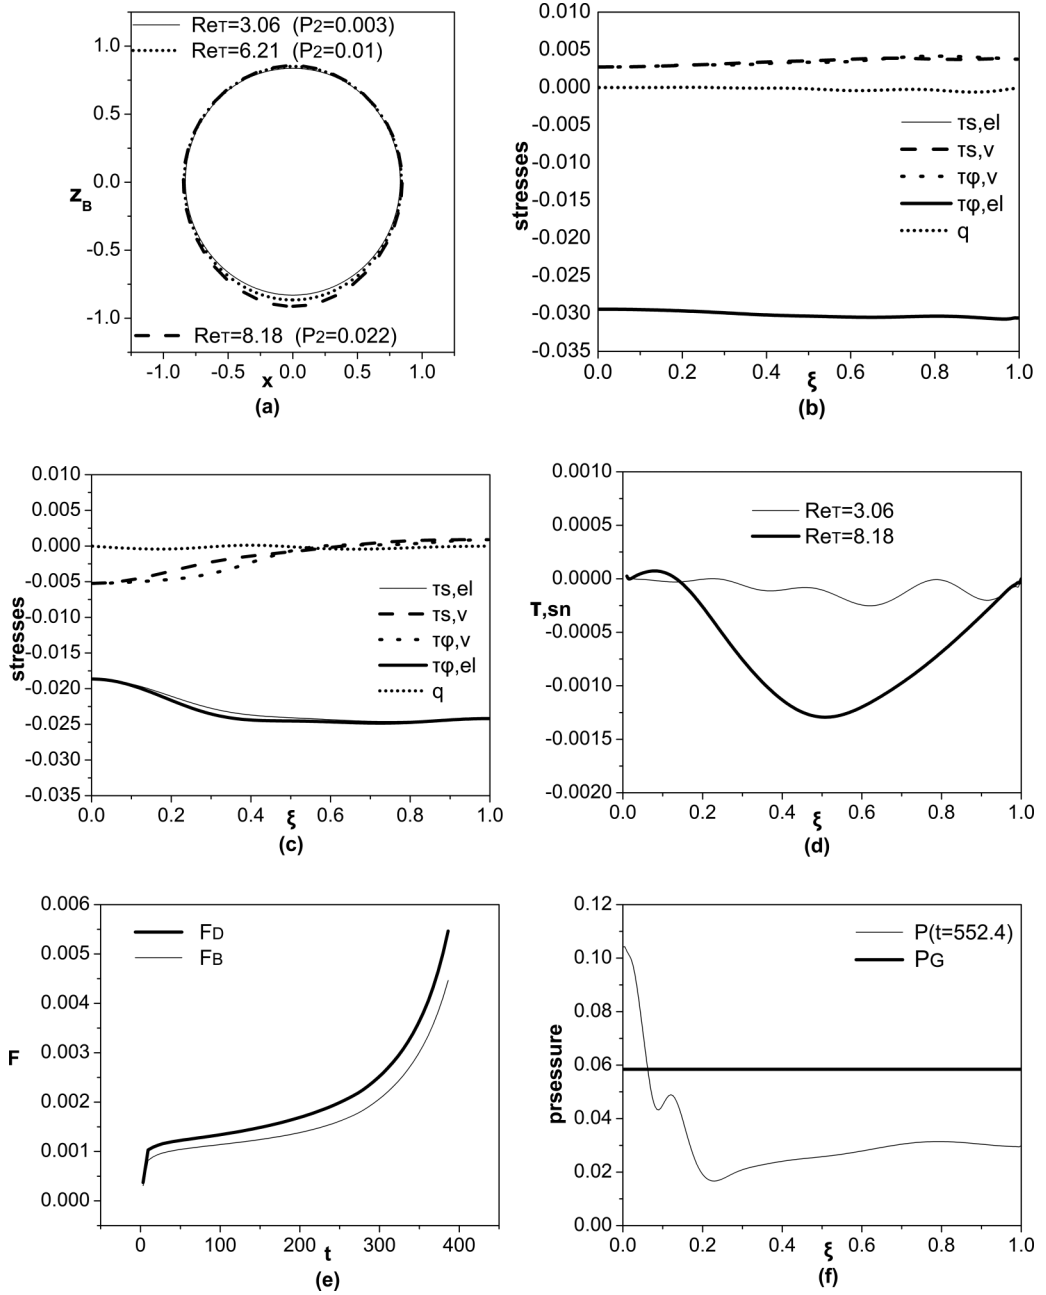 ReT=3.06 (P2=0.003)
ReT=6.21 (P2=0.01)
1.0
0.5
0.0
-0.5
-1.0
ZB
ReT=8.18 (P2=0.022)
-1.0 -0.5 0.0 0.5 1.0
x
(a)
0.010
0.005
0.000
-0.005
-0.010
-0.015
-0.020
-0.025
-0.030
-0.035
stresses
τs,el
τs,v
τφ,v
τφ,el
q
0.0 0.2 0.4 0.6 0.8 1.0
ξ
(b)
0.010
0.005
0.000
-0.005
-0.010
-0.015
-0.020
-0.025
-0.030
-0.035
stresses
τs,el
τs,v
τφ,v
τφ,el
q
0.0 0.2 0.4 0.6 0.8 1.0
ξ
(c)
0.0010
0.0005
0.0000
-0.0005
-0.0010
-0.0015
-0.0020
T,sn
ReT=3.06
ReT=8.18
0.0 0.2 0.4 0.6 0.8 1.0
ξ
(d)
0.006
0.005
0.004
0.003
0.002
0.001
0.000
F
FD
FB
0 100 200 300 400
t
(e)
0.12
0.10
0.08
0.06
0.04
0.02
0.00
prsessure
P(t=552.4)
PG
0.0 0.2 0.4 0.6 0.8 1.0
ξ
(f)